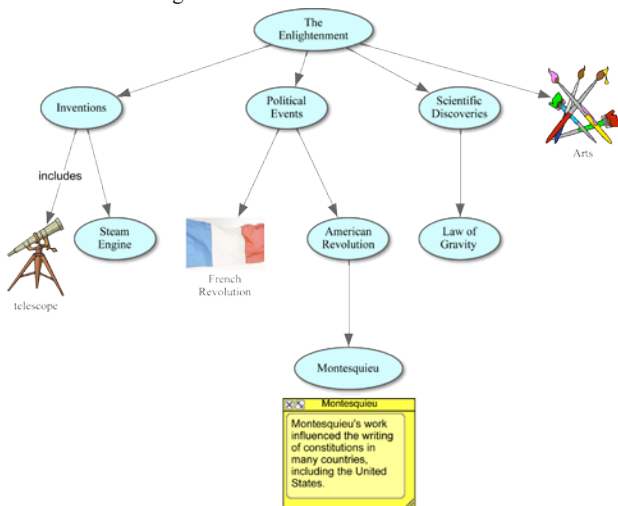 The
Enlightenment
Inventions
Political
Events
Scientific
Discoveries
Arts
includes
telescope
Steam
Engine
French
Revolution
American
Revolution
Law of
Gravity
Montesquieu
Montesquieu
Montesquieu's work
influenced the writing
of constitutions in
many countries,
including the United
States.